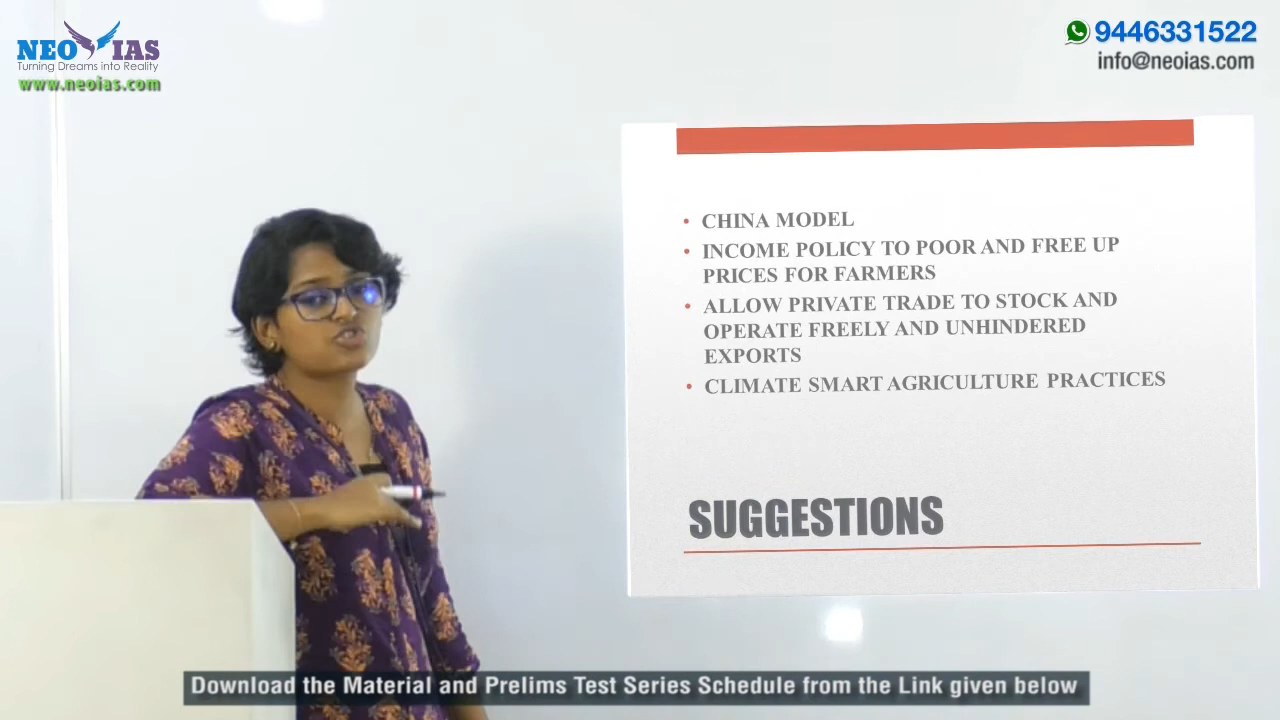 NEO IAS
Turning Dreams into Reality
www.neoias.com
9446331522
info@neoias.com
• CHINA MODEL
• INCOME POLICY TO POOR AND FREE UP
PRICES FOR FARMERS
• ALLOW PRIVATE TRADE TO STOCK AND
OPERATE FREELY AND UNHINDERED
EXPORTS
• CLIMATE SMART AGRICULTURE PRACTICES
SUGGESTIONS
Download the Material and Prelims Test Series Schedule from the Link given below